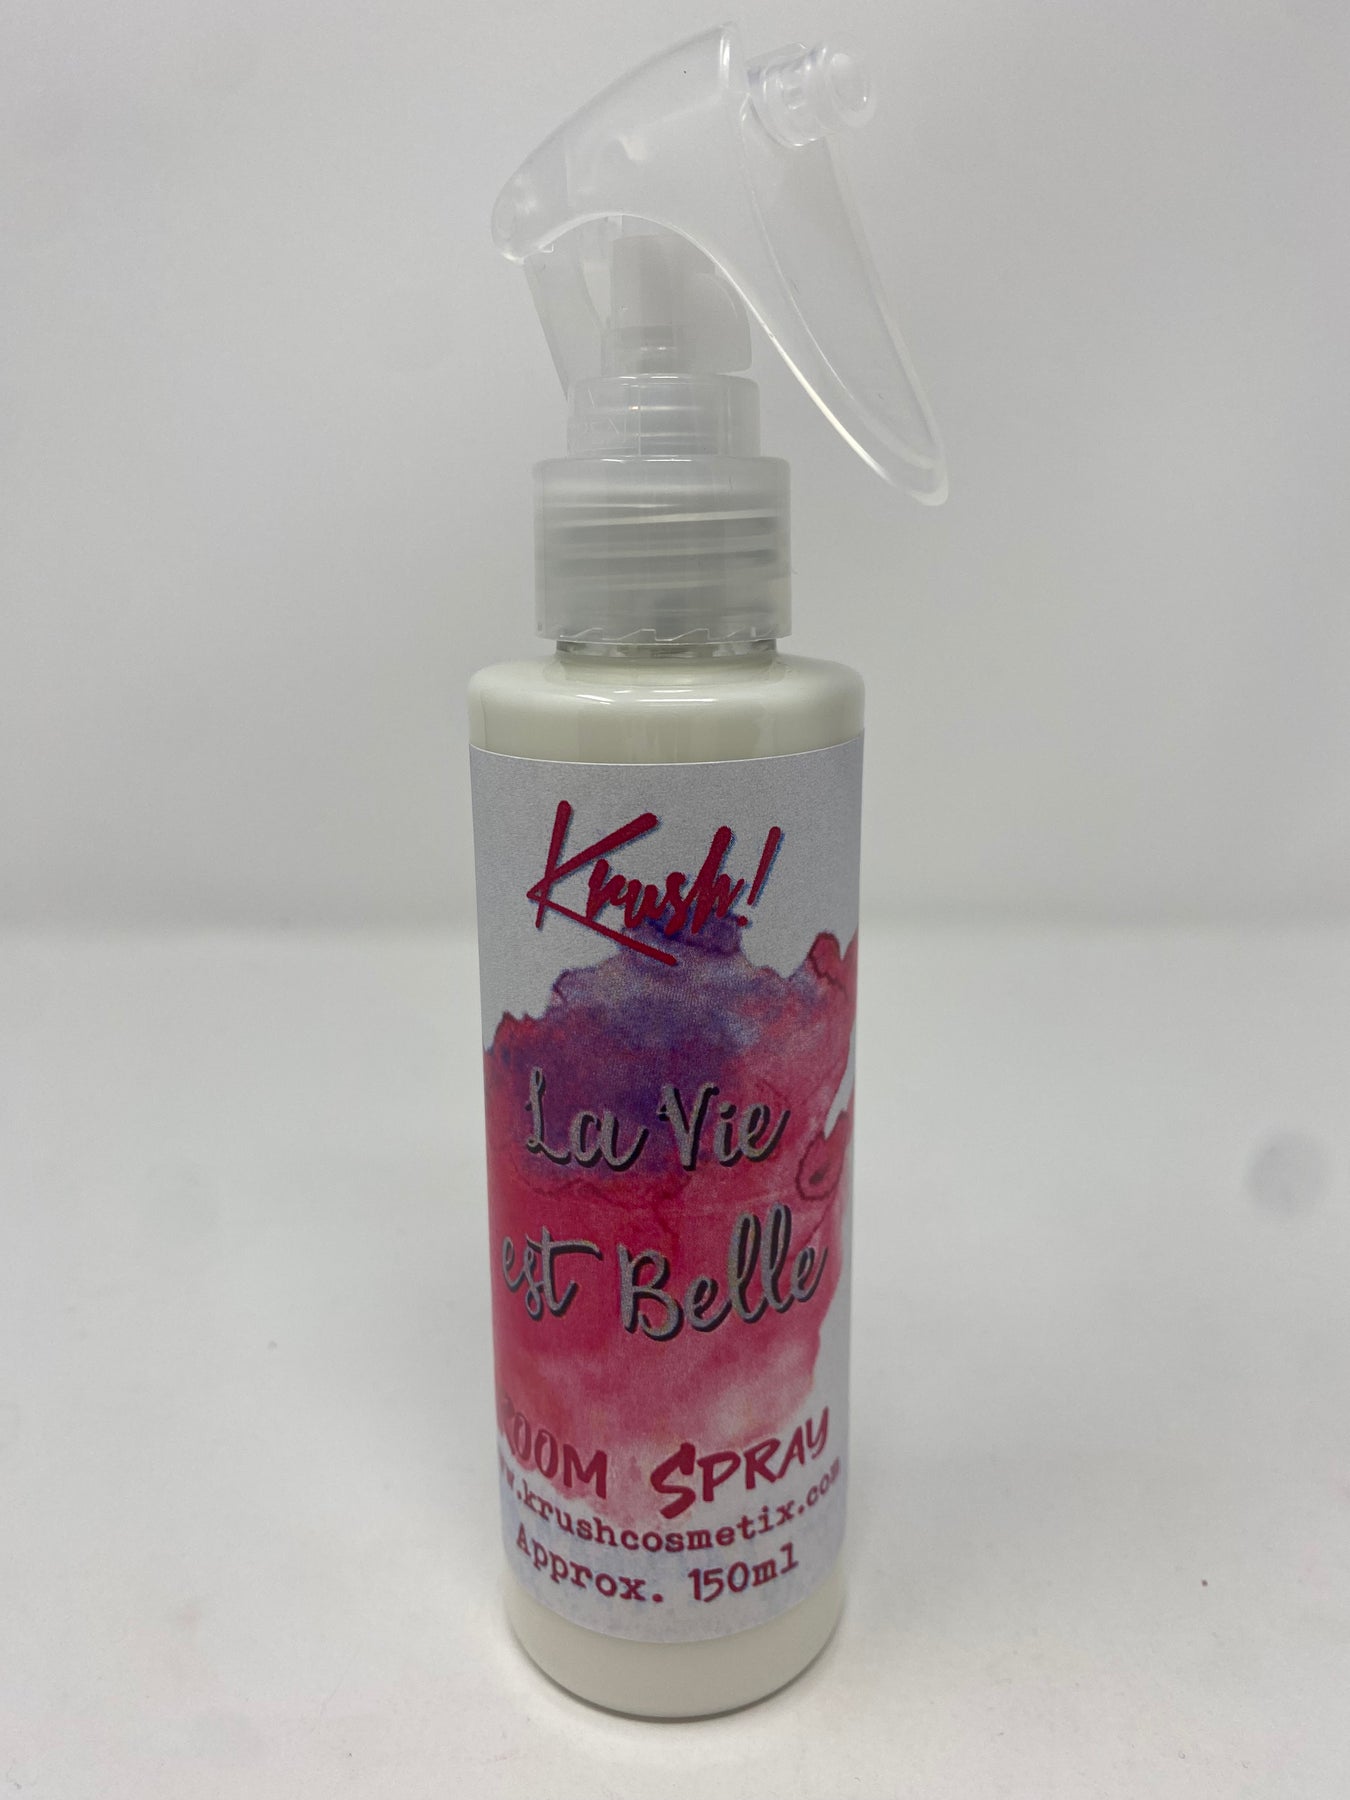 Krush!
La Vie
est Belle
ROOM SPRAY
www.krushcosmetix.com
Approx. 150ml